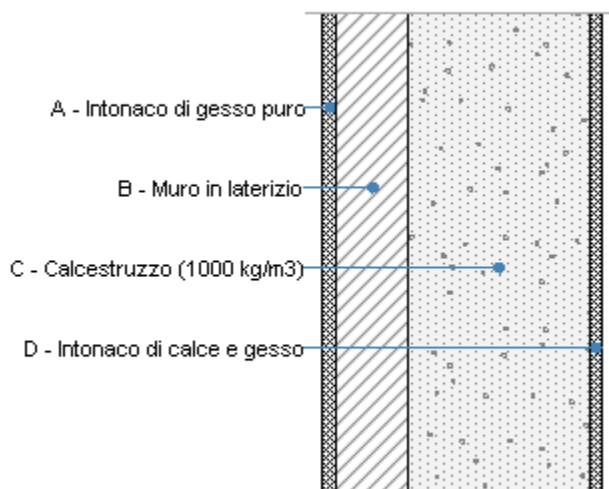 A - Intonaco di gesso puro
B - Muro in laterizio
C - Calcestruzzo (1000 kg/m3)
D - Intonaco di calce e gesso